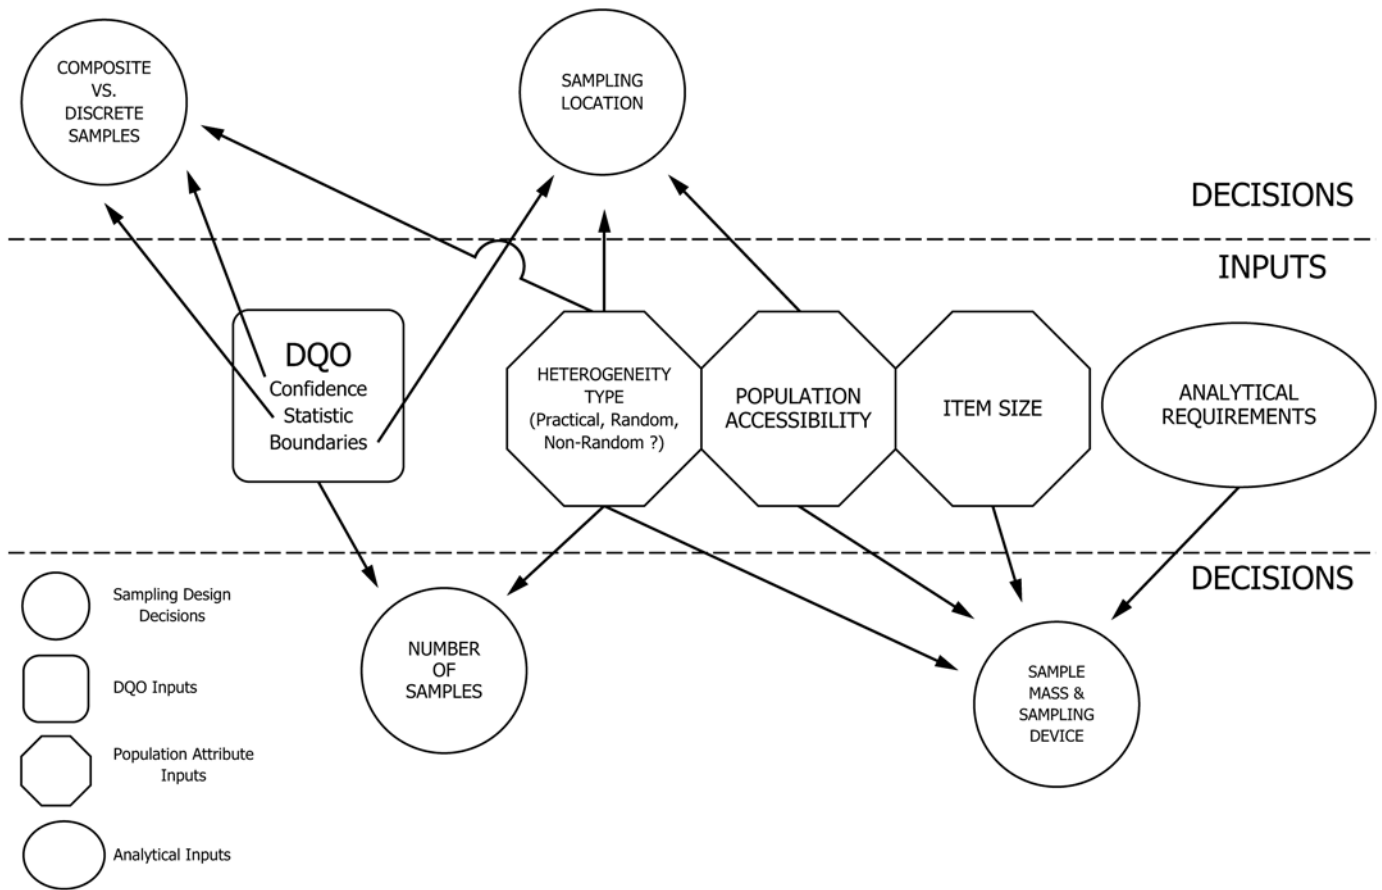 COMPOSITE
VS.
DISCRETE
SAMPLES
SAMPLING
LOCATION
DECISIONS
INPUTS
DQO
Confidence
Statistic
Boundaries
HETEROGENEITY
TYPE
(Practical, Random,
Non-Random ?)
POPULATION
ACCESSIBILITY
ITEM SIZE
ANALYTICAL
REQUIREMENTS
DECISIONS
Sampling Design
Decisions
DQO Inputs
Population Attribute
Inputs
Analytical Inputs
NUMBER
OF
SAMPLES
SAMPLE
MASS &
SAMPLING
DEVICE